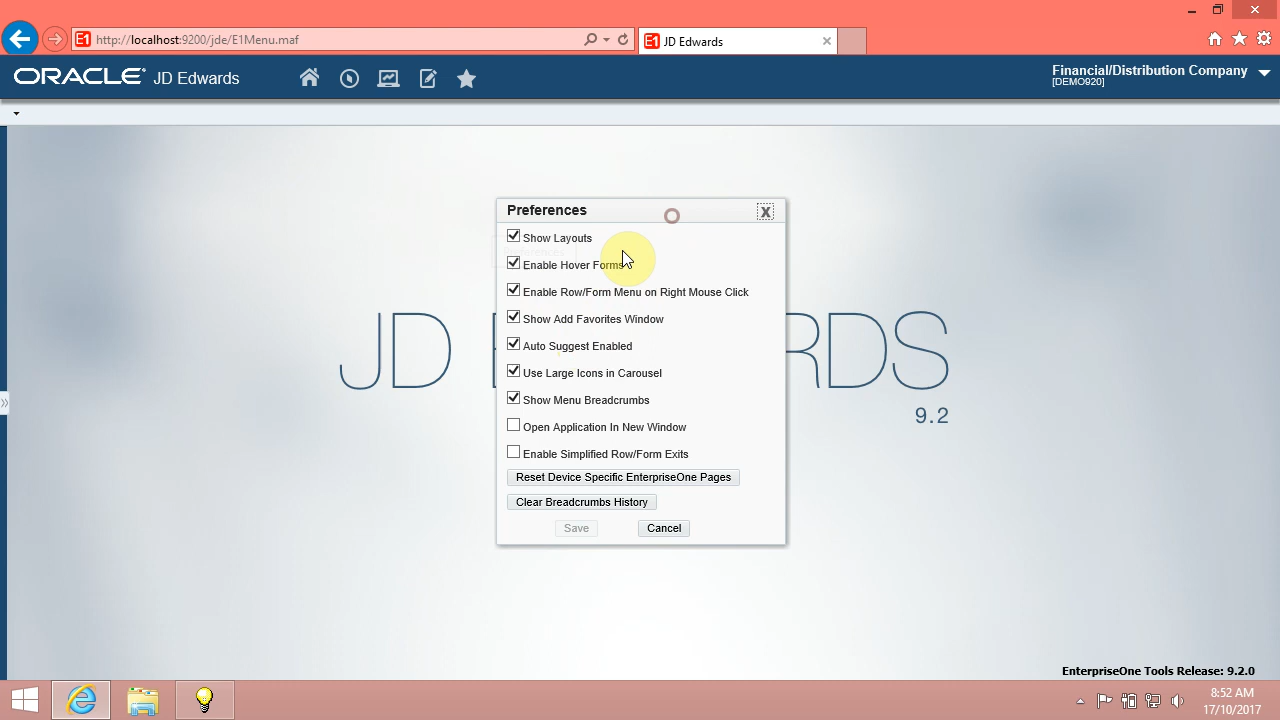 http://localhost:9200/jde/E1Menu.maf
E1 JD Edwards
ORACLE JD Edwards
Financial/Distribution Company
[DEMO920]
Preferences
X
Show Layouts
Enable Hover Forms
Enable Row/Form Menu on Right Mouse Click
Show Add Favorites Window
Auto Suggest Enabled
Use Large Icons in Carousel
Show Menu Breadcrumbs
Open Application In New Window
Enable Simplified Row/Form Exits
Reset Device Specific EnterpriseOne Pages
Clear Breadcrumbs History
Save Cancel
JD E RDS
9.2
EnterpriseOne Tools Release: 9.2.0
8:52 AM
17/10/2017